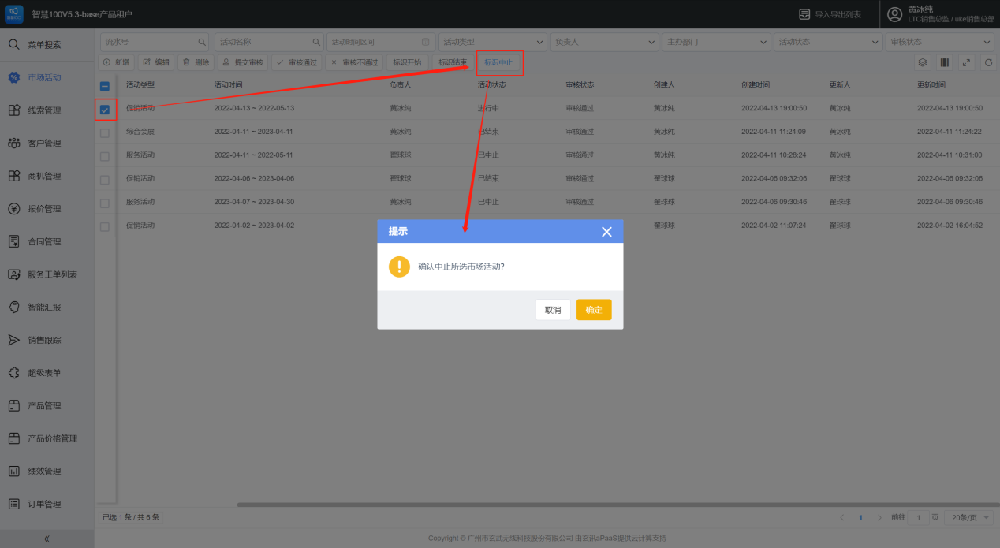 智慧100V5.3-base产品租户
导入导出列表
黄冰纯
LTC销售总监 / uke销售总部
菜单搜索
流水号 活动名称 活动时间区间 活动类型 负责人 主办部门 活动状态 审核状态
新增 编辑 删除 提交审核 审核通过 审核不通过 标识开始 标识结束 标识中止
活动类型 活动时间 负责人 活动状态 审核状态 创建人 创建时间 更新人 更新时间
促销活动 2022-04-13 ~ 2022-05-13 黄冰纯 进行中 审核通过 黄冰纯 2022-04-13 19:00:50 黄冰纯 2022-04-13 19:00:50
综合会展 2022-04-11 ~ 2023-04-11 黄冰纯 已结束 审核通过 黄冰纯 2022-04-11 11:24:09 黄冰纯 2022-04-11 11:24:22
服务活动 2022-04-11 ~ 2022-05-11 翟球球 已中止 审核通过 黄冰纯 2022-04-11 10:28:24 黄冰纯 2022-04-11 10:31:00
促销活动 2022-04-06 ~ 2023-04-06 翟球球 已结束 审核通过 翟球球 2022-04-06 09:32:06 翟球球 2022-04-06 09:32:06
服务活动 2023-04-07 ~ 2023-04-30 黄冰纯 已中止 审核通过 翟球球 2022-04-06 09:30:46 翟球球 2022-04-06 09:30:46
促销活动 2022-04-02 ~ 2023-04-02 翟球球 2022-04-02 11:07:24 翟球球 2022-04-02 16:04:52
市场活动
线索管理
客户管理
商机管理
报价管理
合同管理
服务工单列表
智能汇报
销售跟踪
超级表单
产品管理
产品价格管理
绩效管理
订单管理
提示
确认中止所选市场活动?
取消 确定
已选 1 条 / 共 6 条
1 前往 1 页 20条/页
Copyright © 广州市玄武无线科技股份有限公司 由玄讯aPaaS提供云计算支持